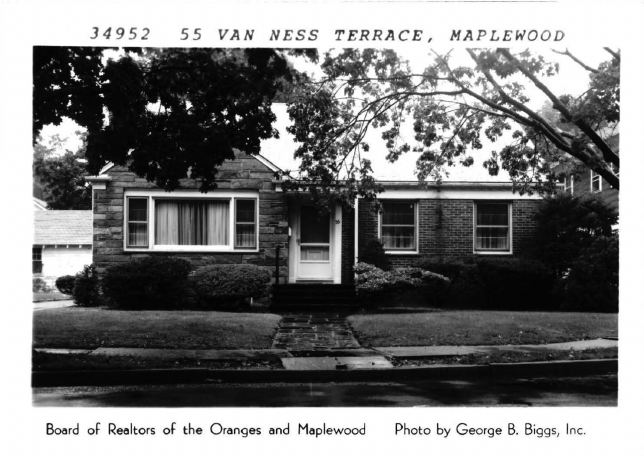 34952 55 VAN NESS TERRACE, MAPLEWOOD
Board of Realtors of the Oranges and Maplewood Photo by George B. Biggs, Inc.